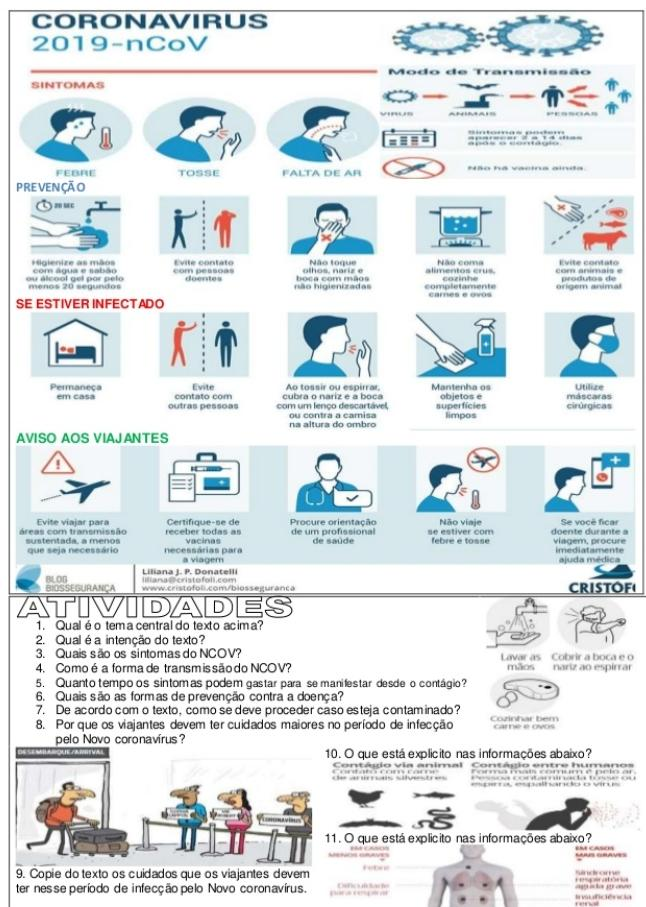 CORONAVÍRUS
2019-nCoV
SINTOMAS
FEBRE
TOSSE
FALTA DE AR
Modo de Transmissão
VIRUS
ANIMAIS
PESSOAS
Sintomas podem
aparecer 2 a 14 dias
após o contágio.
Não há vacina ainda.
PREVENÇÃO
20 SEC
Higienize as mãos
com água e sabão
ou álcool gel por pelo
menos 20 segundos
Evite contato
com pessoas
doentes
Não toque
olhos, nariz e
boca com mãos
não higienizadas
Não coma
alimentos crus,
cozinhe
completamente
carnes e ovos
Evite contato
com animais e
produtos de
origem animal
SE ESTIVER INFECTADO
Permaneça
em casa
Evite
contato com
outras pessoas
Ao tossir ou espirrar,
cubra o nariz e a boca
com um lenço descartável,
ou contra a camisa
na altura do ombro
Mantenha os
objetos e
superfícies
limpos
Utilize
máscaras
cirúrgicas
AVISO AOS VIAJANTES
Evite viajar para
áreas com transmissão
sustentada, a menos
que seja necessário
Certifique-se de
receber todas as
vacinas
necessárias para
a viagem
Procure orientação
de um profissional
de saúde
Não viaje
se estiver com
febre e tosse
Se você ficar
doente durante a
viagem, procure
imediatamente
ajuda médica
BLOG
BIOSSEGURANÇA
Liliana J. P. Donatelli
liliana@cristofoli.com
www.cristofoli.com/biosseguranca
CRISTÓF
ATIVIDADES
1. Qual é o tema central do texto acima?
2. Qual é a intenção do texto?
3. Quais são os sintomas do NCOV?
4. Como é a forma de transmissão do NCOV?
5. Quanto tempo os sintomas podem gastar para se manifestar desde o contágio?
6. Quais são as formas de prevenção contra a doença?
7. De acordo com o texto, como se deve proceder caso esteja contaminado?
8. Por que os viajantes devem ter cuidados maiores no período de infecção
pelo Novo coronavírus?
Lavar as
mãos
Cobrir a boca e o
nariz ao espirrar
Cozinhar bem
carne e ovos
DESEMBARQUE/ARRIVAL
CORONAVÍRUS
9. Copie do texto os cuidados que os viajantes devem
ter nesse período de infecção pelo Novo coronavírus.
10. O que está explicito nas informações abaixo?
Contágio via animal
Contato com carne
de animais silvestres
Contágio entre humanos
Forma mais comum é pelo ar.
Pessoa contaminada tosse ou
espirra, espalhando o vírus
11. O que está explicito nas informações abaixo?
EM CASOS
MENOS GRAVES
Febre
Dificuldade
para respirar
EM CASOS
MAIS GRAVES
Síndrome
respiratória
aguda grave
Insuficiência
renal